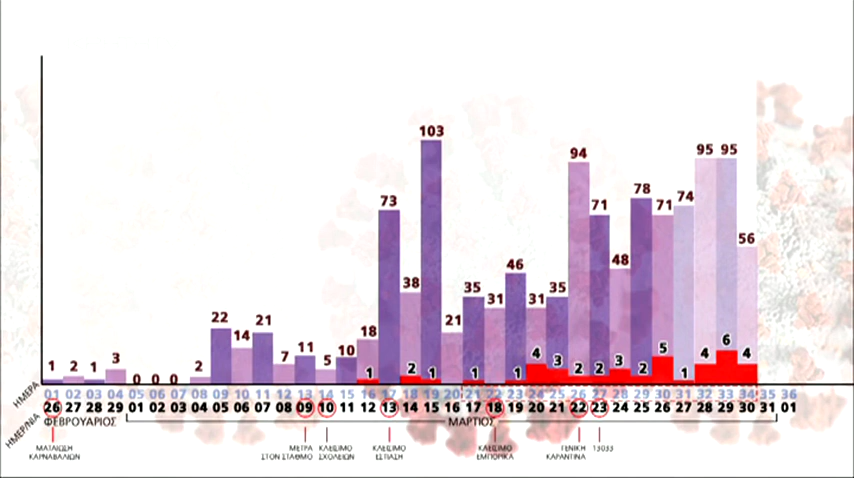 103
94 95 95
73 71 78 71 74
56
38 46 48
35 31 31 35
22 14 21 18 21
1 2 1 3 0 0 0 2 7 11 5 10
1 2 1 1 1 4 3 2 2 3 2 5 1 4 6 4
ΗΜΕΡΑ 01 02 03 04 05 06 07 08 09 10 11 12 13 14 15 16 17 18 19 20 21 22 23 24 25 26 27 28 29 30 31 32 33 34 35 36
ΗΜΕΡ/ΝΙΑ 26 27 28 29 01 02 03 04 05 06 07 08 09 10 11 12 13 14 15 16 17 18 19 20 21 22 23 24 25 26 27 28 29 30 31 01
ΦΕΒΡΟΥΑΡΙΟΣ ΜΑΡΤΙΟΣ
ΜΑΤΑΙΩΣΗ ΜΕΤΡΑ ΚΛΕΙΣΙΜΟ ΚΛΕΙΣΙΜΟ ΚΛΕΙΣΙΜΟ ΓΕΝΙΚΗ 13033
ΚΑΡΝΑΒΑΛΙΩΝ ΣΤΟΝ ΣΤΑΘΜΟ ΣΧΟΛΕΙΩΝ ΕΣΤΙΑΣΗ ΕΜΠΟΡΙΚΑ ΚΑΡΑΝΤΙΝΑ